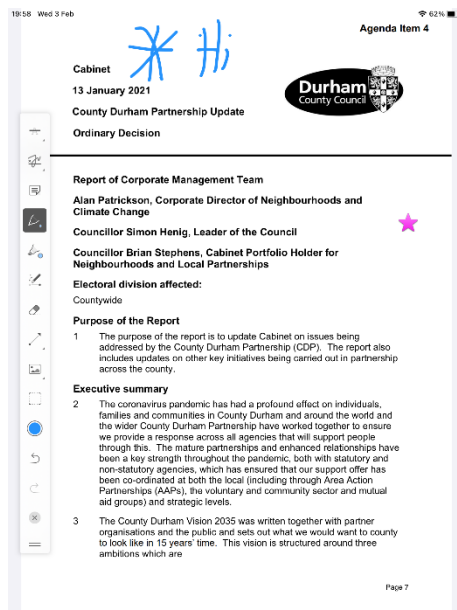 19:58 Wed 3 Feb
62%
Agenda Item 4
Hi
Cabinet
13 January 2021
County Durham Partnership Update
Ordinary Decision
Durham
County Council
Report of Corporate Management Team
Alan Patrickson, Corporate Director of Neighbourhoods and
Climate Change
Councillor Simon Henig, Leader of the Council
Councillor Brian Stephens, Cabinet Portfolio Holder for
Neighbourhoods and Local Partnerships
Electoral division affected:
Countywide
Purpose of the Report
1 The purpose of the report is to update Cabinet on issues being
addressed by the County Durham Partnership (CDP). The report also
includes updates on other key initiatives being carried out in partnership
across the county.
Executive summary
2 The coronavirus pandemic has had a profound effect on individuals,
families and communities in County Durham and around the world and
the wider County Durham Partnership have worked together to ensure
we provide a response across all agencies that will support people
through this. The mature partnerships and enhanced relationships have
been a key strength throughout the pandemic, both with statutory and
non-statutory agencies, which has ensured that our support offer has
been co-ordinated at both the local (including through Area Action
Partnerships (AAPs), the voluntary and community sector and mutual
aid groups) and strategic levels.
3 The County Durham Vision 2035 was written together with partner
organisations and the public and sets out what we would want to county
to look like in 15 years' time. This vision is structured around three
ambitions which are
Page 7